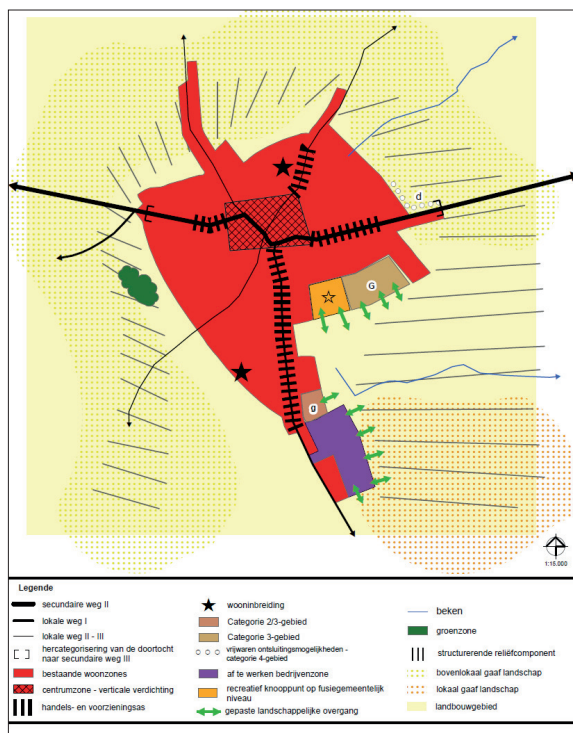 d
G
g
1:15.000
Legende
secundaire weg II
lokale weg I
lokale weg II - III
hercategorisering van de doortocht
naar secundaire weg III
bestaande woonzones
centrumzone - verticale verdichting
handels- en voorzieningsas
wooninbreiding
Categorie 2/3-gebied
Categorie 3-gebied
vrijwaren ontsluitingsmogelijkheden -
categorie 4-gebied
af te werken bedrijvenzone
recreatief knooppunt op fusiegemeentelijk
niveau
gepaste landschappelijke overgang
beken
groenzone
structurerende reliëfcomponent
bovenlokaal gaaf landschap
lokaal gaaf landschap
landbouwgebied